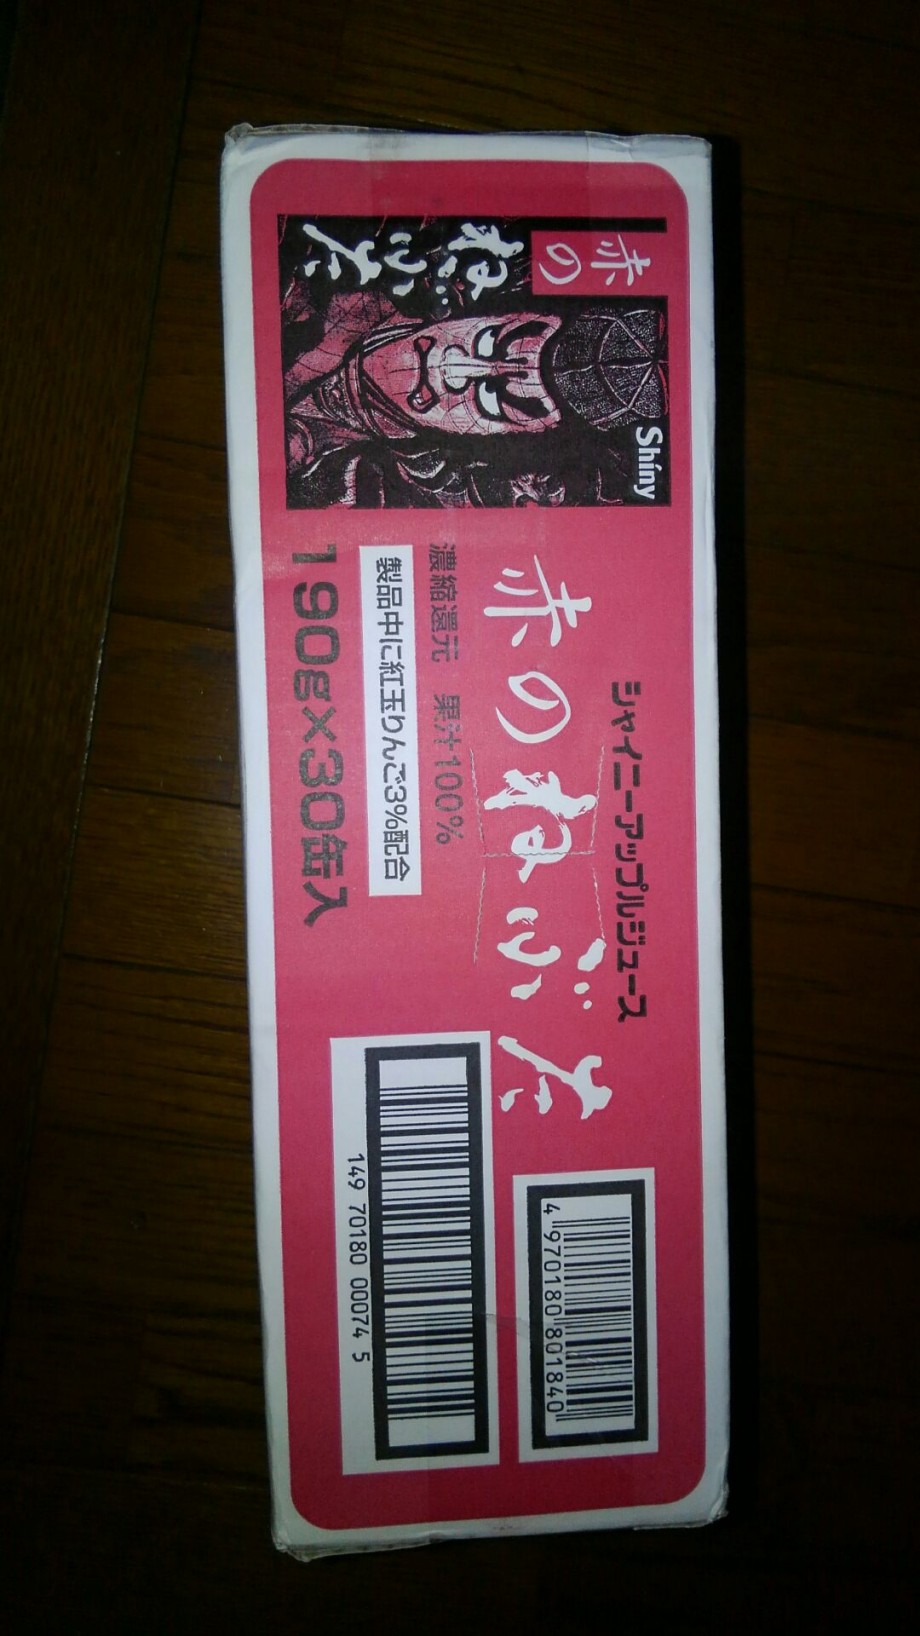 赤の
ねぶた
Shiny
シャイニーアップルジュース
赤のねぶた
濃縮還元 果汁100%
製品中に紅玉りんご3%配合
190g×30缶入
4 970180 801840
149 70180 00074 5